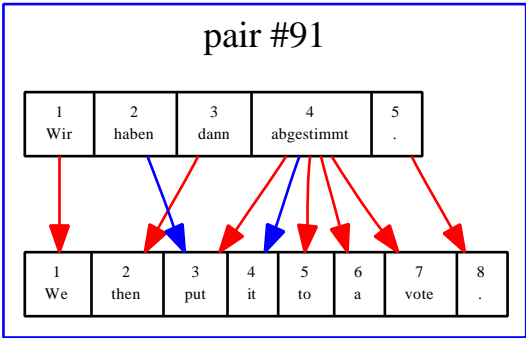 pair #91
1 2 3 4 5
Wir haben dann abgestimmt .
1 2 3 4 5 6 7 8
We then put it to a vote .